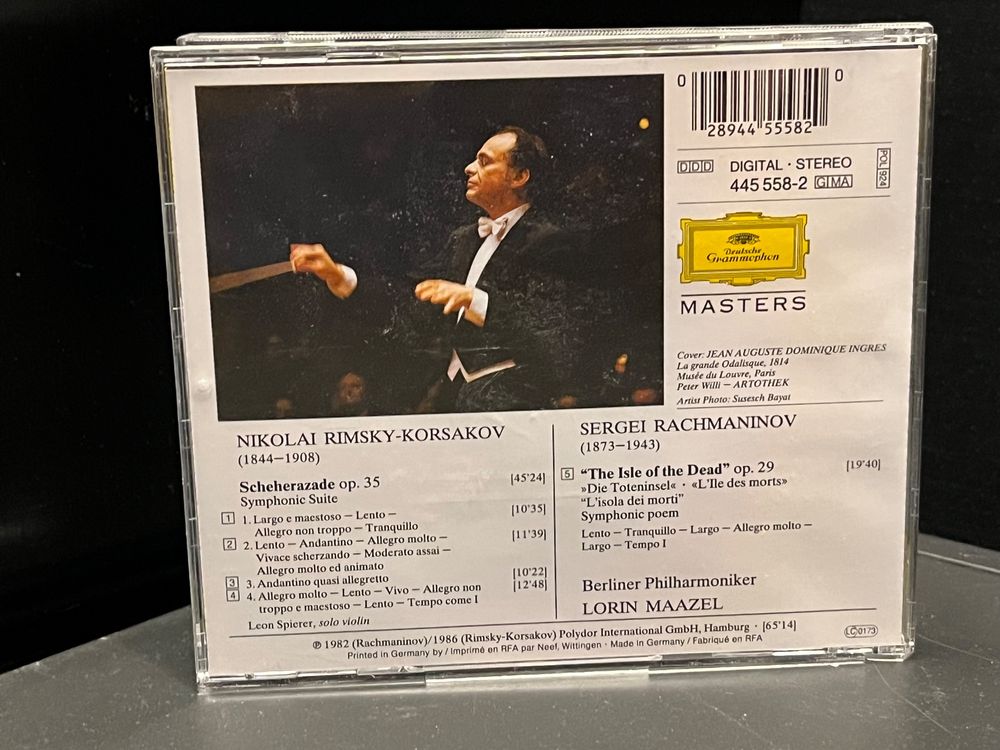 0 28944 55582 0
DDD DIGITAL · STEREO
445 558-2 GEMA
POL 924
Deutsche
Grammophon
MASTERS
Cover: JEAN AUGUSTE DOMINIQUE INGRES
La grande Odalisque, 1814
Musée du Louvre, Paris
Peter Willi – ARTOTHEK
Artist Photo: Susesch Bayat
NIKOLAI RIMSKY-KORSAKOV
(1844–1908)
Scheherazade op. 35 [45'24]
Symphonic Suite
1 1. Largo e maestoso – Lento – [10'35]
Allegro non troppo – Tranquillo
2 2. Lento – Andantino – Allegro molto – [11'39]
Vivace scherzando – Moderato assai –
Allegro molto ed animato
3 3. Andantino quasi allegretto [10'22]
4 4. Allegro molto – Lento – Vivo – Allegro non [12'48]
troppo e maestoso – Lento – Tempo come I
Leon Spierer, solo violin
SERGEI RACHMANINOV
(1873–1943)
5 “The Isle of the Dead” op. 29 [19'40]
»Die Toteninsel« · «L'Ile des morts»
“L'isola dei morti”
Symphonic poem
Lento – Tranquillo – Largo – Allegro molto –
Largo – Tempo I
Berliner Philharmoniker
LORIN MAAZEL
℗ 1982 (Rachmaninov)/1986 (Rimsky-Korsakov) Polydor International GmbH, Hamburg · [65'14]
Printed in Germany by / Imprimé en RFA par Neef, Wittingen · Made in Germany / Fabriqué en RFA
LC 0173